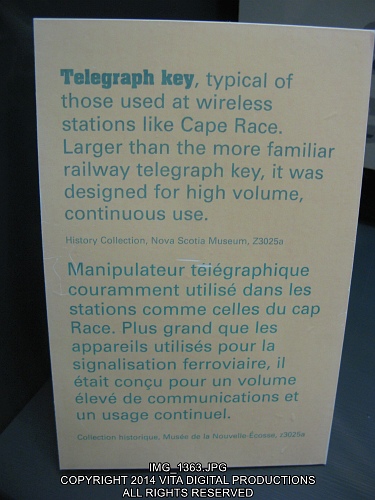 Telegraph key, typical of
those used at wireless
stations like Cape Race.
Larger than the more familiar
railway telegraph key, it was
designed for high volume,
continuous use.
History Collection, Nova Scotia Museum, Z3025a
Manipulateur téiégraphique
couramment utilisé dans les
stations comme celles du cap
Race. Plus grand que les
appareils utilisés pour la
signalisation ferroviaire, il
était conçu pour un volume
élevé de communications et
un usage continuel.
Collection historique, Musée de la Nouvelle-Écosse, z3025a
IMG_1363.JPG
COPYRIGHT 2014 VITA DIGITAL PRODUCTIONS
ALL RIGHTS RESERVED